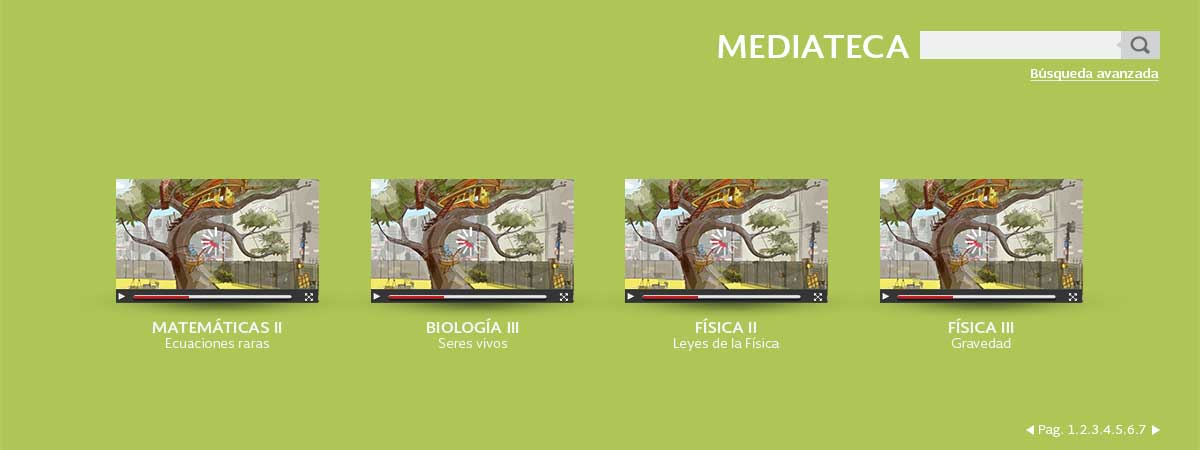 MEDIATECA
Búsqueda avanzada
MATEMÁTICAS II
Ecuaciones raras
BIOLOGÍA III
Seres vivos
FÍSICA II
Leyes de la Física
FÍSICA III
Gravedad
Pag. 1.2.3.4.5.6.7